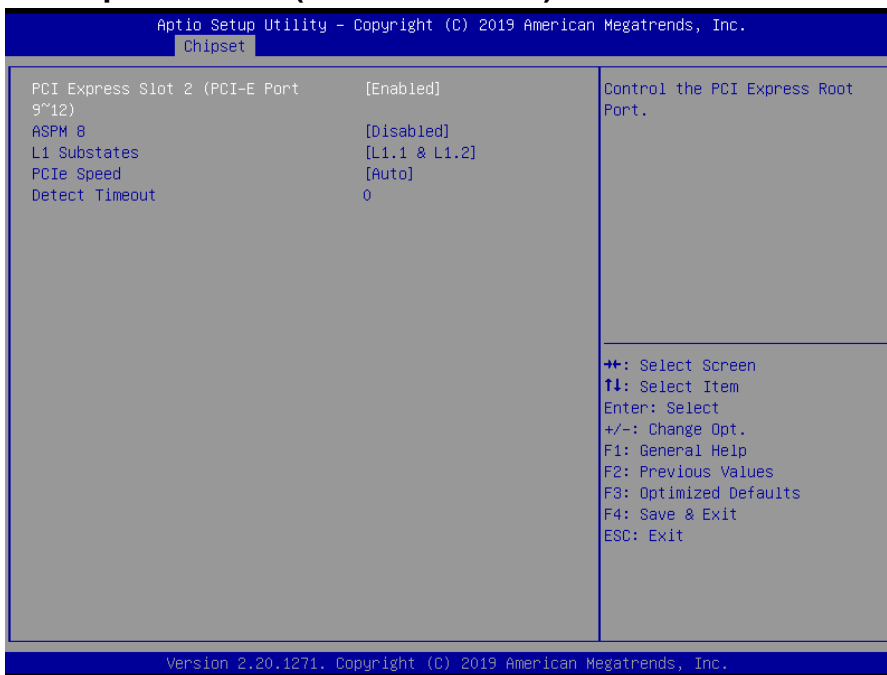 Aptio Setup Utility – Copyright (C) 2019 American Megatrends, Inc.
Chipset
PCI Express Slot 2 (PCI-E Port [Enabled]
9~12)
ASPM 8 [Disabled]
L1 Substates [L1.1 & L1.2]
PCIe Speed [Auto]
Detect Timeout 0
Control the PCI Express Root
Port.
→←: Select Screen
↑↓: Select Item
Enter: Select
+/-: Change Opt.
F1: General Help
F2: Previous Values
F3: Optimized Defaults
F4: Save & Exit
ESC: Exit
Version 2.20.1271. Copyright (C) 2019 American Megatrends, Inc.